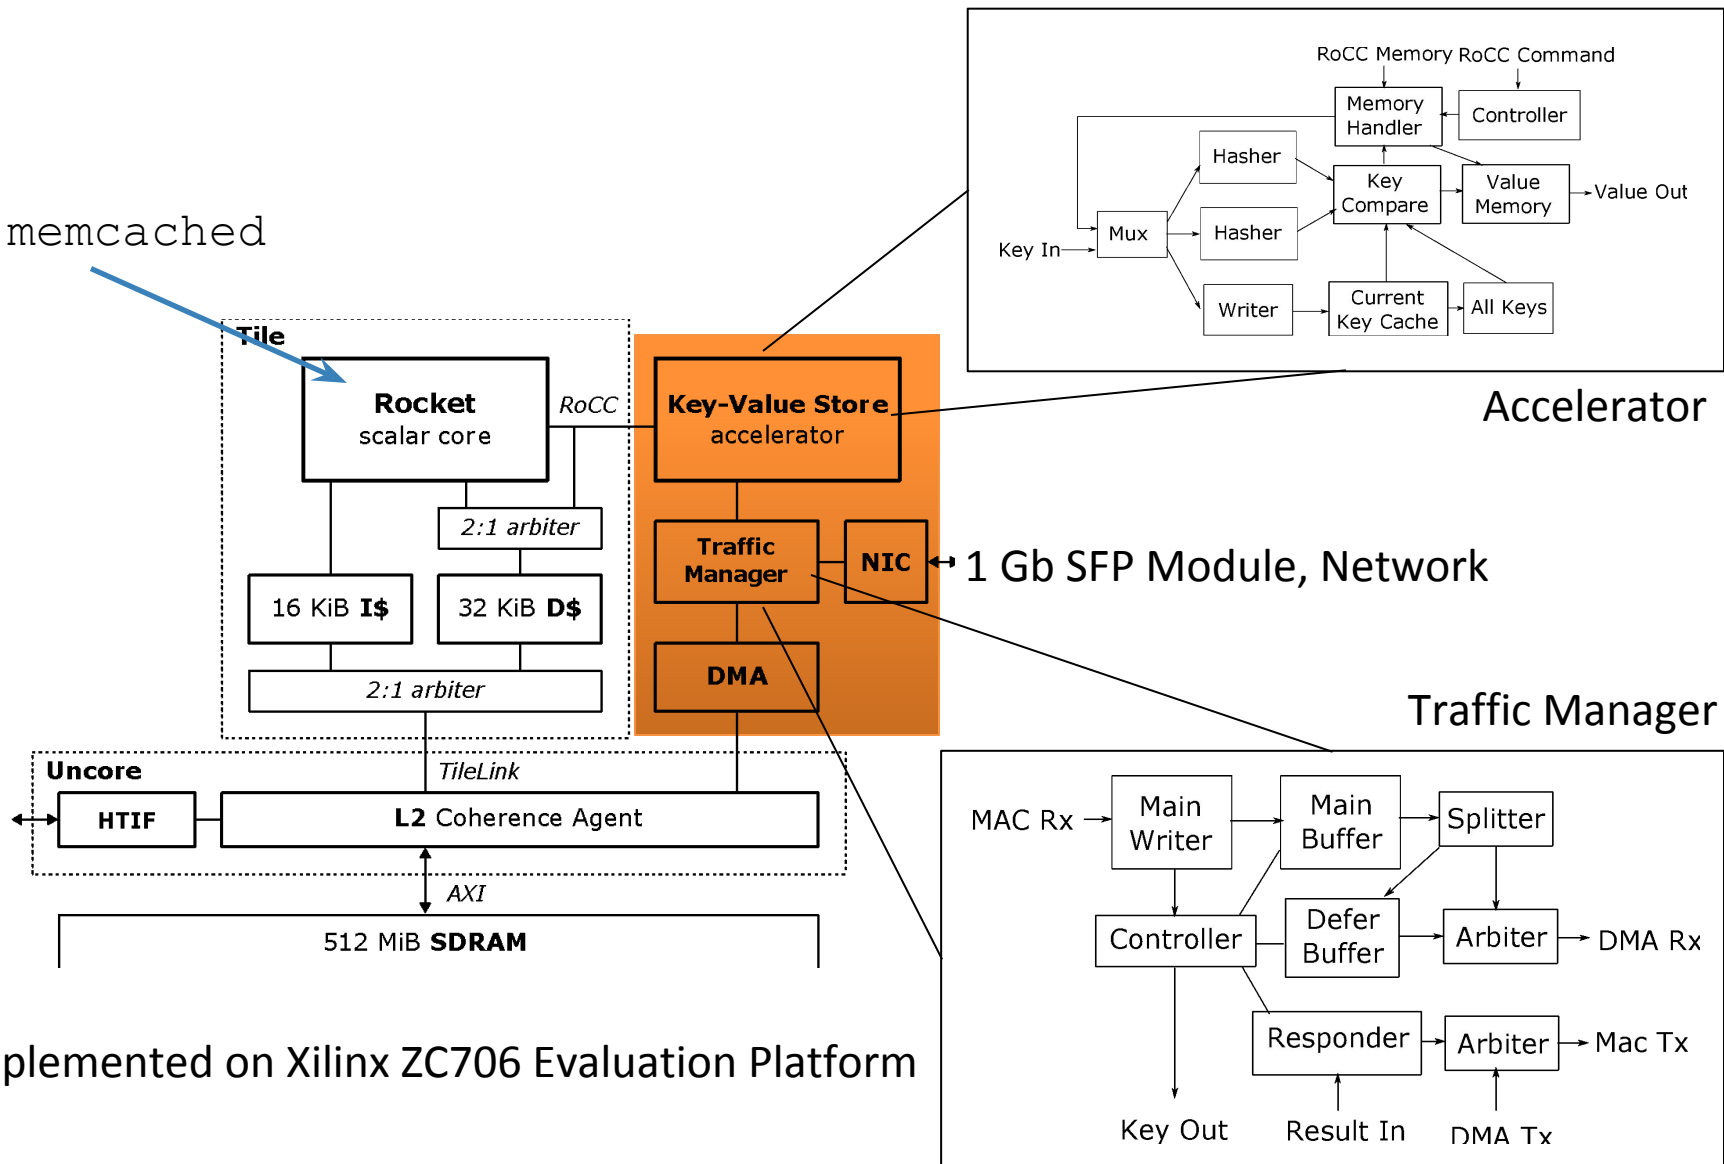 RoCC Memory RoCC Command
Memory
Handler
Controller
Hasher
Key
Compare
Value
Memory
Value Out
Mux
Hasher
Key In
Writer
Current
Key Cache
All Keys
Accelerator
memcached
Tile
Rocket
scalar core
RoCC
Key-Value Store
accelerator
2:1 arbiter
Traffic
Manager
NIC
1 Gb SFP Module, Network
16 KiB I$
32 KiB D$
2:1 arbiter
DMA
Traffic Manager
Uncore
TileLink
HTIF
L2 Coherence Agent
AXI
512 MiB SDRAM
MAC Rx
Main
Writer
Main
Buffer
Splitter
Controller
Defer
Buffer
Arbiter
DMA Rx
Responder
Arbiter
Mac Tx
Key Out
Result In
DMA Tx
plemented on Xilinx ZC706 Evaluation Platform